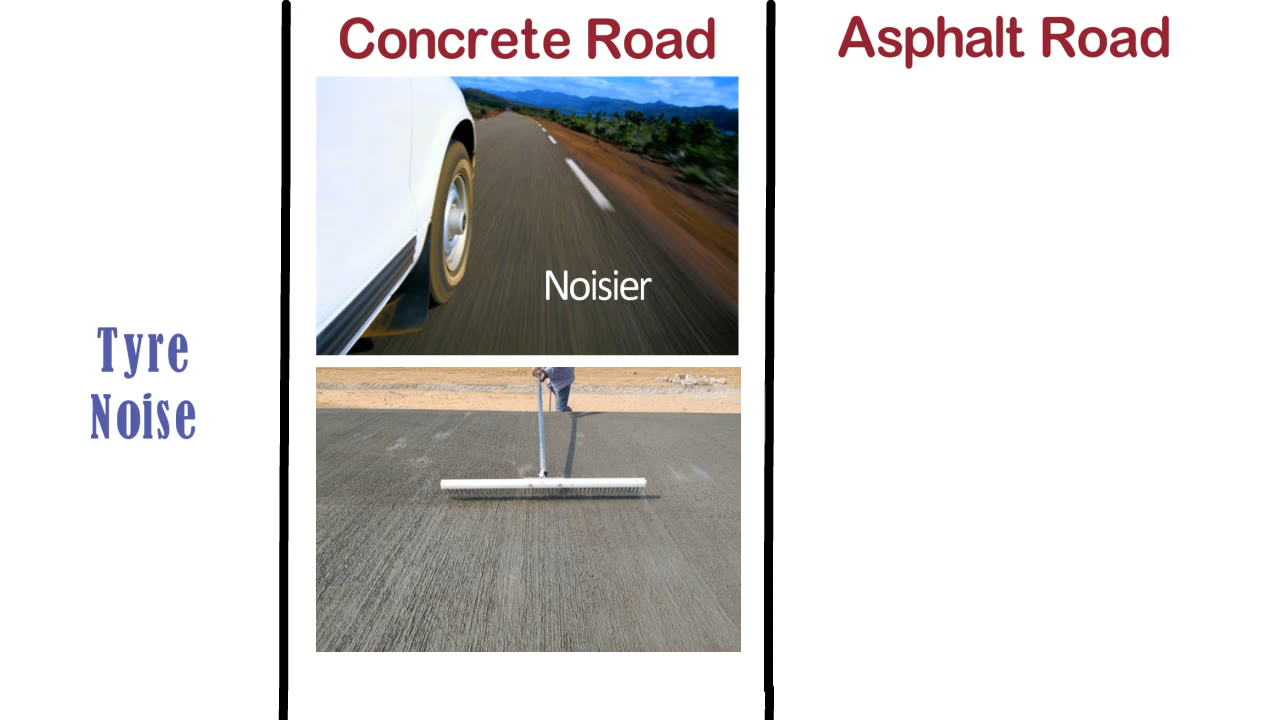 Concrete Road
Asphalt Road
Noisier
Tyre
Noise